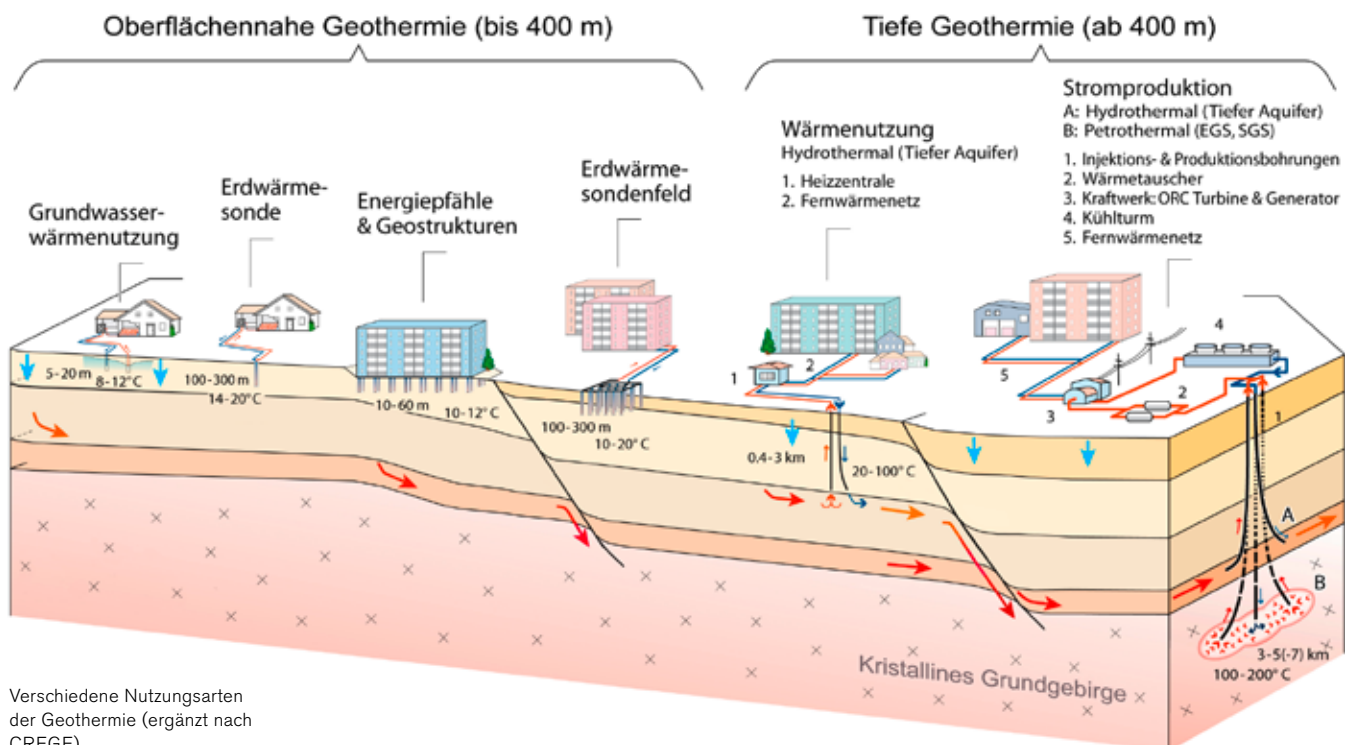 Oberflächennahe Geothermie (bis 400 m)
Tiefe Geothermie (ab 400 m)
Grundwasser-
wärmenutzung
Erdwärme-
sonde
Energiepfähle
& Geostrukturen
Erdwärme-
sondenfeld
Wärmenutzung
Hydrothermal (Tiefer Aquifer)
1. Heizzentrale
2. Fernwärmenetz
Stromproduktion
A: Hydrothermal (Tiefer Aquifer)
B: Petrothermal (EGS, SGS)
1. Injektions- & Produktionsbohrungen
2. Wärmetauscher
3. Kraftwerk: ORC Turbine & Generator
4. Kühlturm
5. Fernwärmenetz
5-20 m
8-12°C
100-300 m
14-20°C
10-60 m
10-12°C
100-300 m
10-20° C
1
2
0.4-3 km
20-100° C
5
3
2
4
1
A
B
3-5(-7) km
100-200° C
Kristallines Grundgebirge
Verschiedene Nutzungsarten
der Geothermie (ergänzt nach
CREGE)